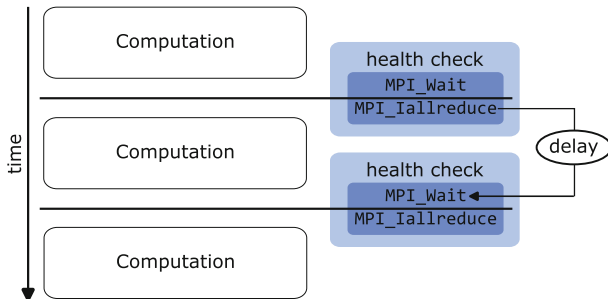 Computation
health check
MPI_Wait
MPI_Iallreduce
time
Computation
delay
health check
MPI_Wait
MPI_Iallreduce
Computation